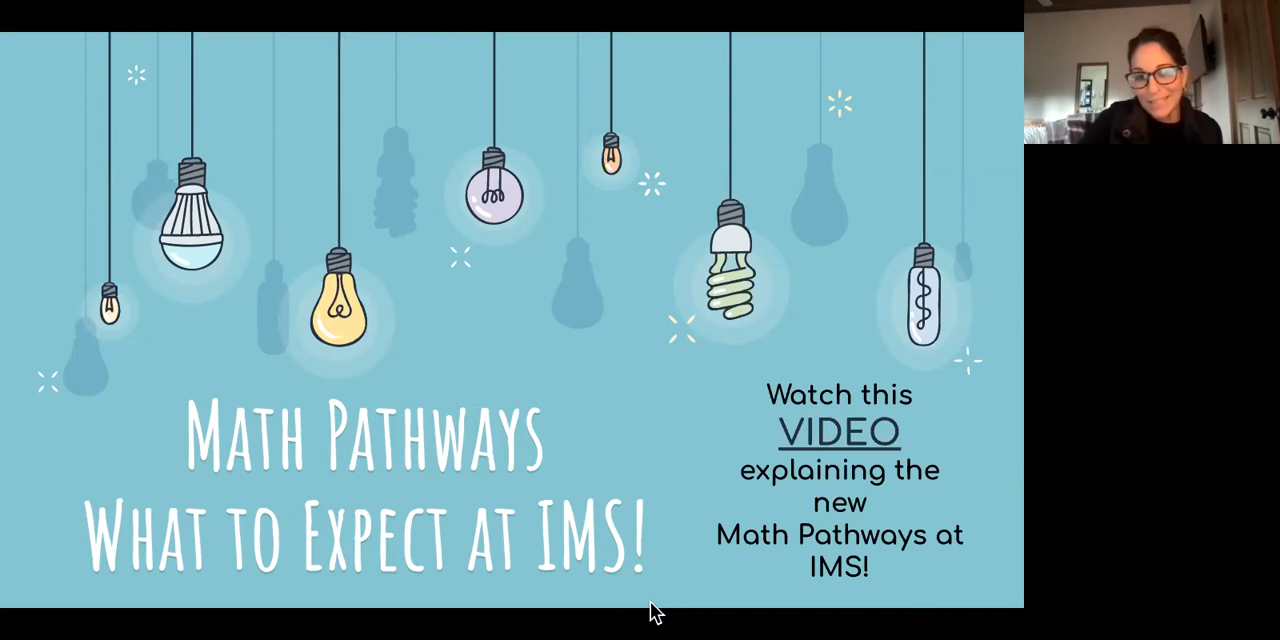 Math Pathways
What to Expect at IMS!
Watch this
VIDEO
explaining the
new
Math Pathways at
IMS!